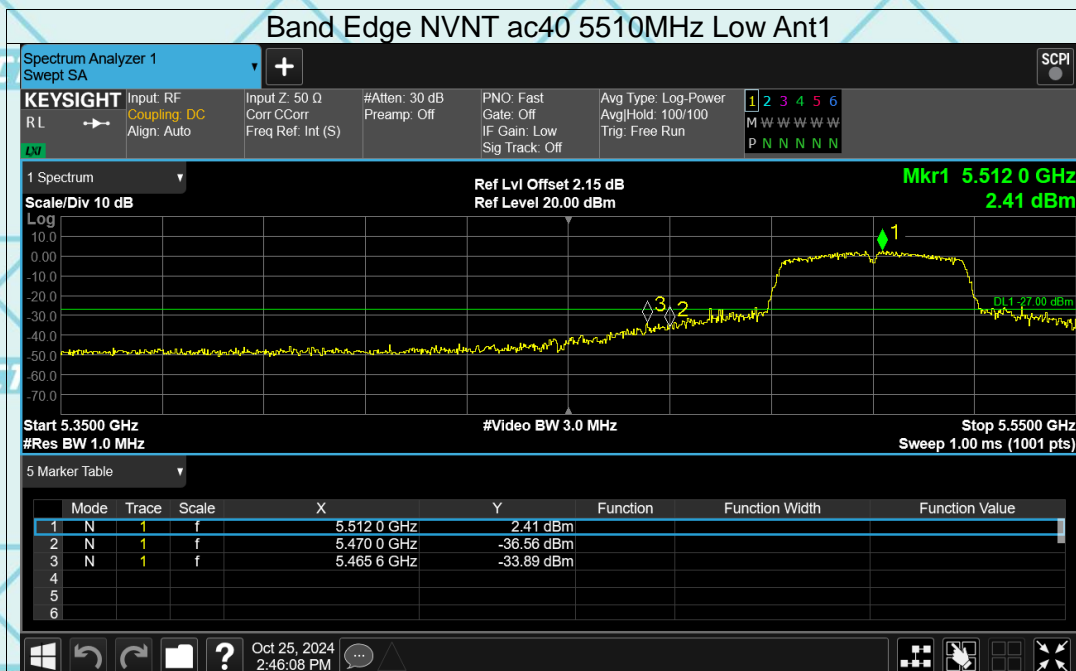 Band Edge NVNT ac40 5510MHz Low Ant1
Spectrum Analyzer 1
Swept SA
+
SCPI
KEYSIGHT
RL
LXI
Input: RF
Coupling: DC
Align: Auto
Input Z: 50 Ω
Corr CCorr
Freq Ref: Int (S)
#Atten: 30 dB
Preamp: Off
PNO: Fast
Gate: Off
IF Gain: Low
Sig Track: Off
Avg Type: Log-Power
Avg|Hold: 100/100
Trig: Free Run
1 2 3 4 5 6
M W W W W W
P N N N N N
1 Spectrum
Scale/Div 10 dB
Ref Lvl Offset 2.15 dB
Ref Level 20.00 dBm
Mkr1 5.512 0 GHz
2.41 dBm
Log
10.0
0.00
-10.0
-20.0
-30.0
-40.0
-50.0
-60.0
-70.0
1
3
2
DL1 -27.00 dBm
Start 5.3500 GHz
#Video BW 3.0 MHz
Stop 5.5500 GHz
#Res BW 1.0 MHz
Sweep 1.00 ms (1001 pts)
5 Marker Table
Mode Trace Scale X Y Function Function Width Function Value
1 N 1 f 5.512 0 GHz 2.41 dBm
2 N 1 f 5.470 0 GHz -36.56 dBm
3 N 1 f 5.465 6 GHz -33.89 dBm
4
5
6
?
Oct 25, 2024
2:46:08 PM